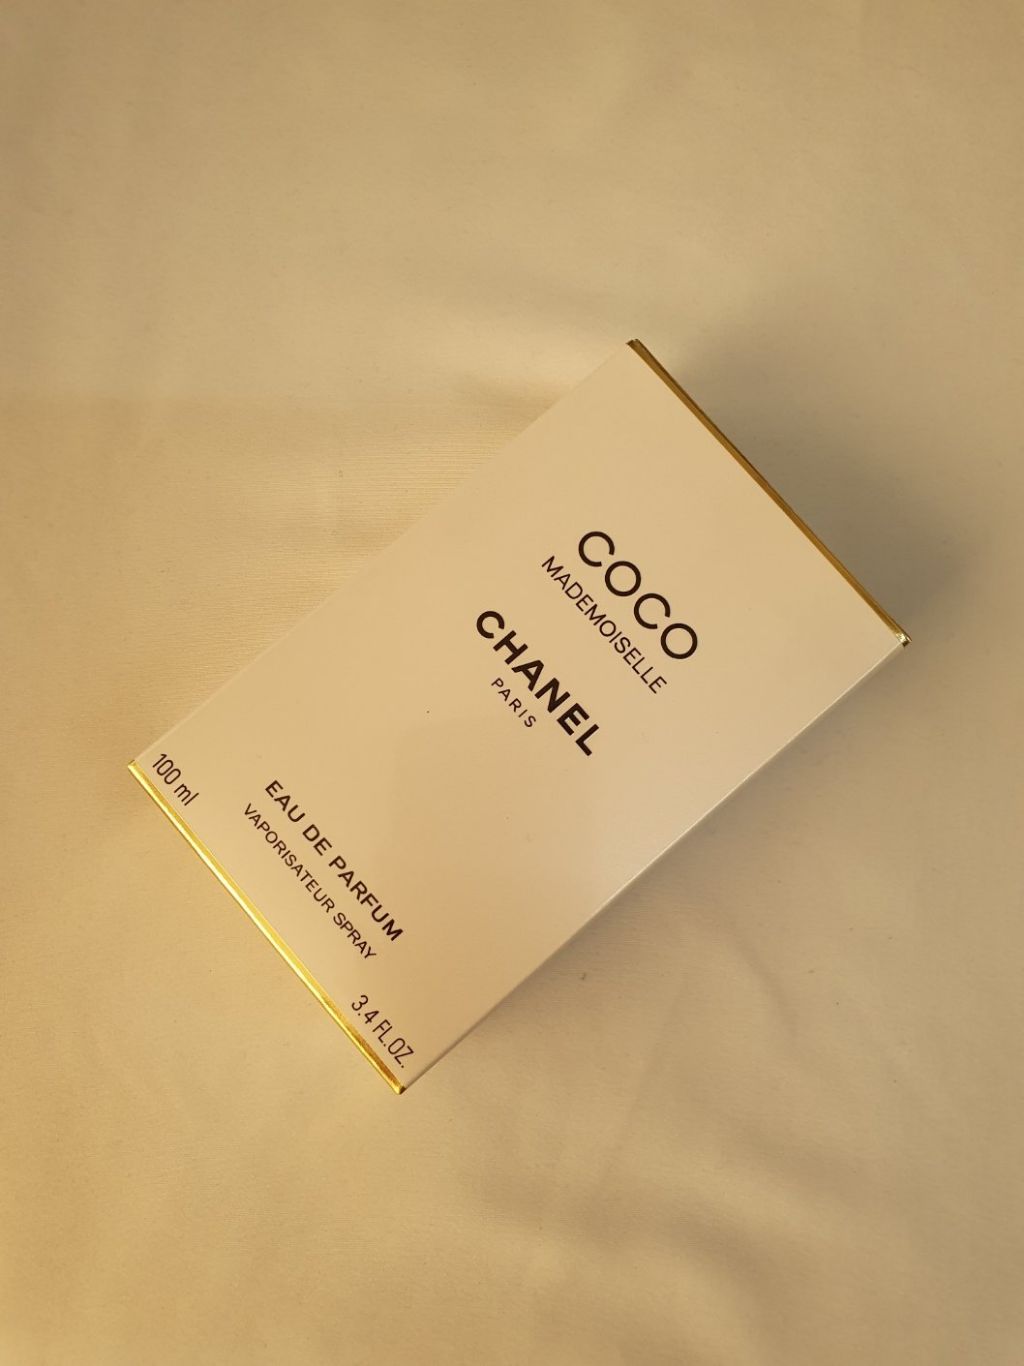 COCO
MADEMOISELLE
CHANEL
PARIS
EAU DE PARFUM
VAPORISATEUR SPRAY
100 ml
3.4 FL.OZ.